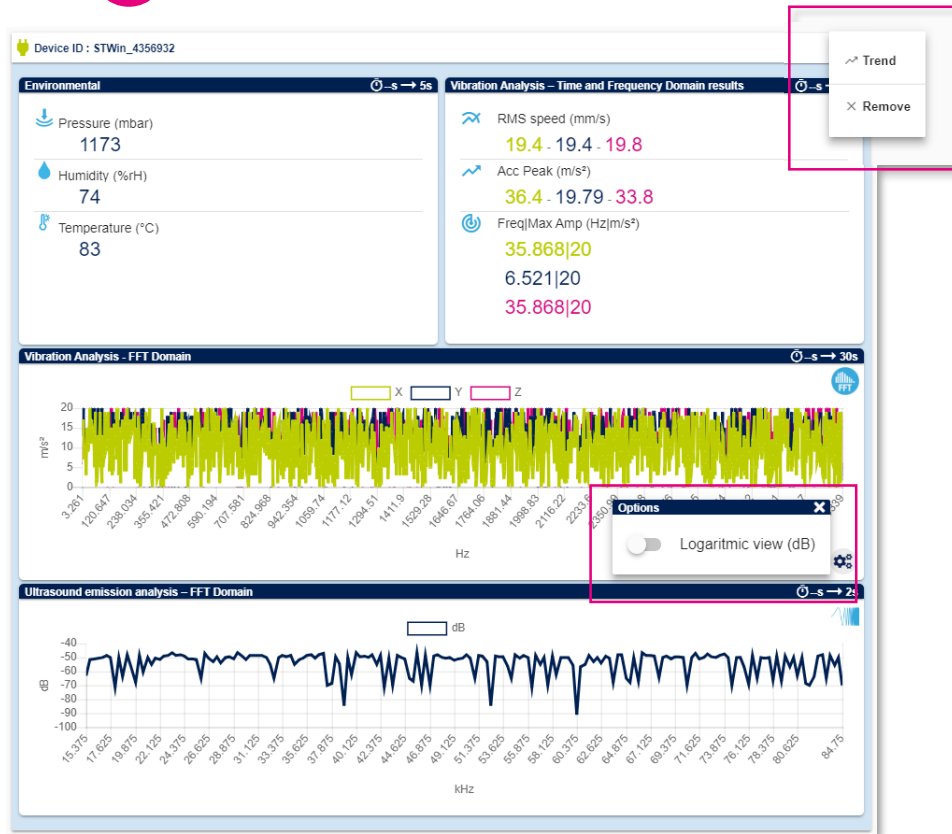 Device ID : STWin_4356932
Trend
Remove
Environmental
--s → 5s
Pressure (mbar)
1173
Humidity (%rH)
74
Temperature (°C)
83
Vibration Analysis – Time and Frequency Domain results
--s
RMS speed (mm/s)
19.4 - 19.4 - 19.8
Acc Peak (m/s²)
36.4 - 19.79 - 33.8
Freq|Max Amp (Hz|m/s²)
35.868|20
6.521|20
35.868|20
Vibration Analysis - FFT Domain
--s → 30s
FFT
X Y Z
20
15
10
5
0
m/s²
3.261 120.647 238.034 355.421 472.808 590.194 707.581 824.968 942.354 1059.74 1177.12 1294.51 1411.9 1529.28 1646.67 1764.06 1881.44 1998.83 2116.22
Hz
Options
Logaritmic view (dB)
Ultrasound emission analysis – FFT Domain
--s → 2s
dB
-40
-50
-60
-70
-80
-90
-100
dB
15.375 17.625 19.875 22.125 24.375 26.625 28.875 31.125 33.375 35.625 37.875 40.125 42.375 44.625 46.875 49.125 51.375 53.625 55.875 58.125 60.375 62.625 64.875 67.125 69.375 71.625 73.875 76.125 78.375 80.625 84.75
kHz